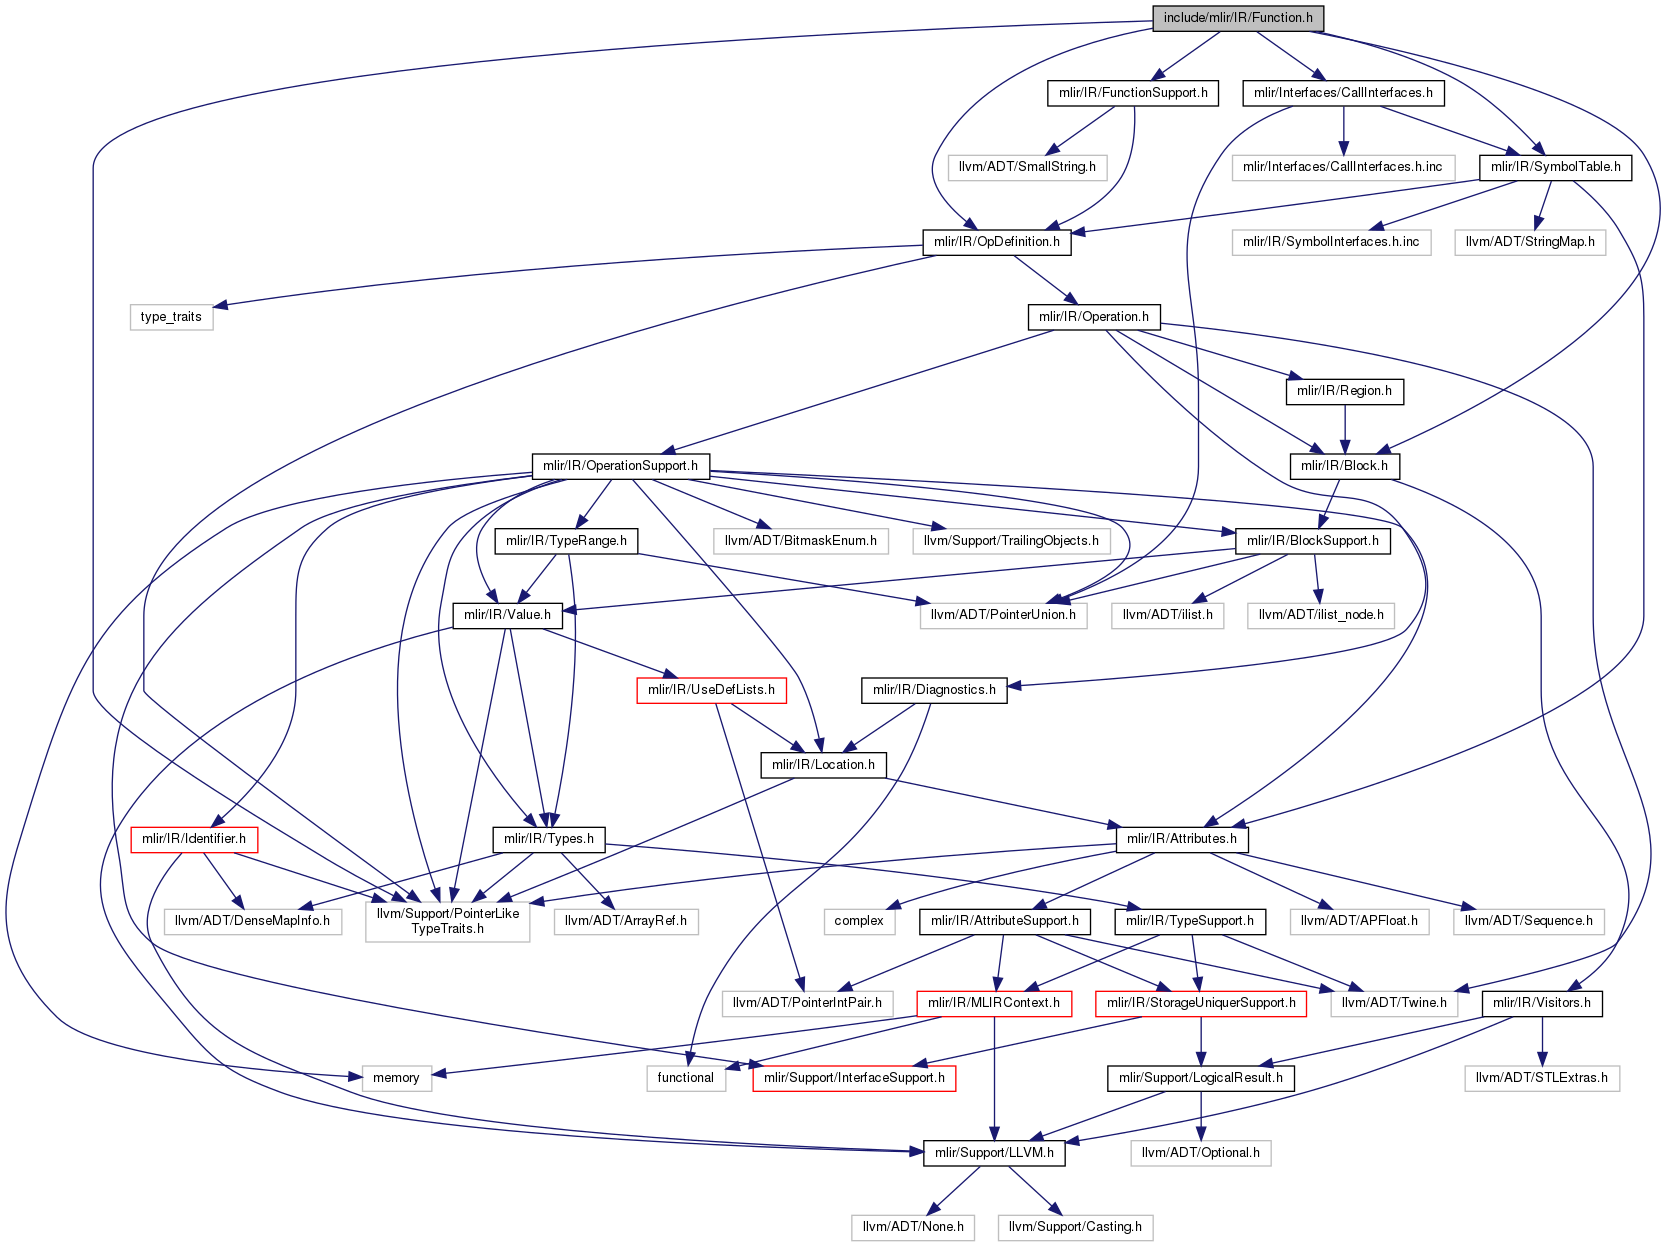 include/mlir/IR/Function.h
mlir/IR/FunctionSupport.h
mlir/Interfaces/CallInterfaces.h
llvm/ADT/SmallString.h
mlir/Interfaces/CallInterfaces.h.inc
mlir/IR/SymbolTable.h
mlir/IR/OpDefinition.h
mlir/IR/SymbolInterfaces.h.inc
llvm/ADT/StringMap.h
type_traits
mlir/IR/Operation.h
mlir/IR/Region.h
mlir/IR/OperationSupport.h
mlir/IR/Block.h
mlir/IR/TypeRange.h
llvm/ADT/BitmaskEnum.h
llvm/Support/TrailingObjects.h
mlir/IR/BlockSupport.h
mlir/IR/Value.h
llvm/ADT/PointerUnion.h
llvm/ADT/ilist.h
llvm/ADT/ilist_node.h
mlir/IR/UseDefLists.h
mlir/IR/Diagnostics.h
mlir/IR/Location.h
mlir/IR/Identifier.h
mlir/IR/Types.h
mlir/IR/Attributes.h
llvm/ADT/DenseMapInfo.h
llvm/Support/PointerLike
TypeTraits.h
llvm/ADT/ArrayRef.h
complex
mlir/IR/AttributeSupport.h
mlir/IR/TypeSupport.h
llvm/ADT/APFloat.h
llvm/ADT/Sequence.h
llvm/ADT/PointerIntPair.h
mlir/IR/MLIRContext.h
mlir/IR/StorageUniquerSupport.h
llvm/ADT/Twine.h
mlir/IR/Visitors.h
memory
functional
mlir/Support/InterfaceSupport.h
mlir/Support/LogicalResult.h
llvm/ADT/STLExtras.h
mlir/Support/LLVM.h
llvm/ADT/Optional.h
llvm/ADT/None.h
llvm/Support/Casting.h